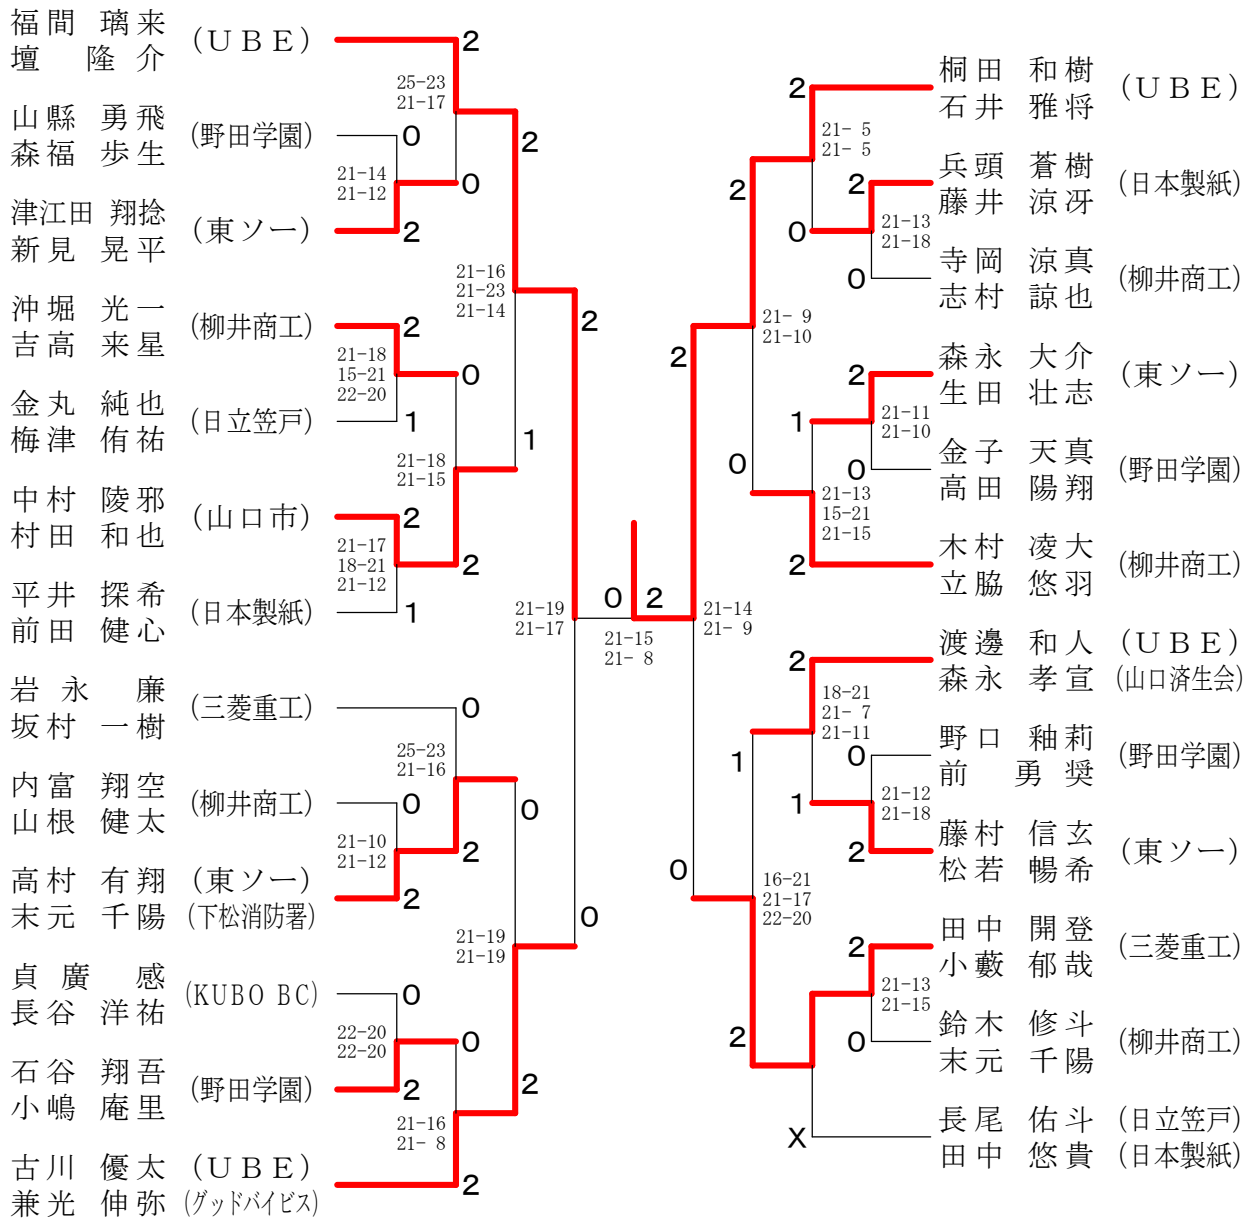 福間 璃来
壇 隆介
(UBE)
2
25-23
21-17
山縣 勇飛
森福 歩生
(野田学園)
0
2
21-14
21-12
0
津江田 翔捻
新見 晃平
(東ソー)
2
21-16
21-23
21-14
沖堀 光一
吉高 来星
(柳井商工)
2
2
21-18
15-21
22-20
0
金丸 純也
梅津 侑祐
(日立笠戸)
1
1
21-18
21-15
中村 陵邪
村田 和也
(山口市)
2
21-17
18-21
21-12
2
平井 探希
前田 健心
(日本製紙)
1
21-19
21-17
岩永 廉
坂村 一樹
(三菱重工)
0
25-23
21-16
内富 翔空
山根 健太
(柳井商工)
0
0
21-10
21-12
2
高村 有翔
末元 千陽
(東ソー)
(下松消防署)
2
0
21-19
21-19
貞廣 感
長谷 洋祐
(KUBO BC)
0
22-20
22-20
0
石谷 翔吾
小嶋 庵里
(野田学園)
2
2
21-16
21- 8
古川 優太
兼光 伸弥
(UBE)
(グッドバイビス)
2
0
2
21-15
21- 8
桐田 和樹
石井 雅将
(UBE)
2
21- 5
21- 5
兵頭 蒼樹
藤井 涼冴
(日本製紙)
2
2
21-13
21-18
0
寺岡 涼真
志村 諒也
(柳井商工)
0
21- 9
21-10
2
森永 大介
生田 壮志
(東ソー)
2
21-11
21-10
1
金子 天真
高田 陽翔
(野田学園)
0
0
21-13
15-21
21-15
木村 凌大
立脇 悠羽
(柳井商工)
2
21-14
21- 9
渡邊 和人
森永 孝宣
(UBE)
(山口済生会)
2
18-21
21- 7
21-11
野口 釉莉
前 勇奨
(野田学園)
0
1
21-12
21-18
1
藤村 信玄
松若 暢希
(東ソー)
2
0
16-21
21-17
22-20
田中 開登
小藪 郁哉
(三菱重工)
2
21-13
21-15
鈴木 修斗
末元 千陽
(柳井商工)
0
2
長尾 佑斗
田中 悠貴
(日立笠戸)
(日本製紙)
X